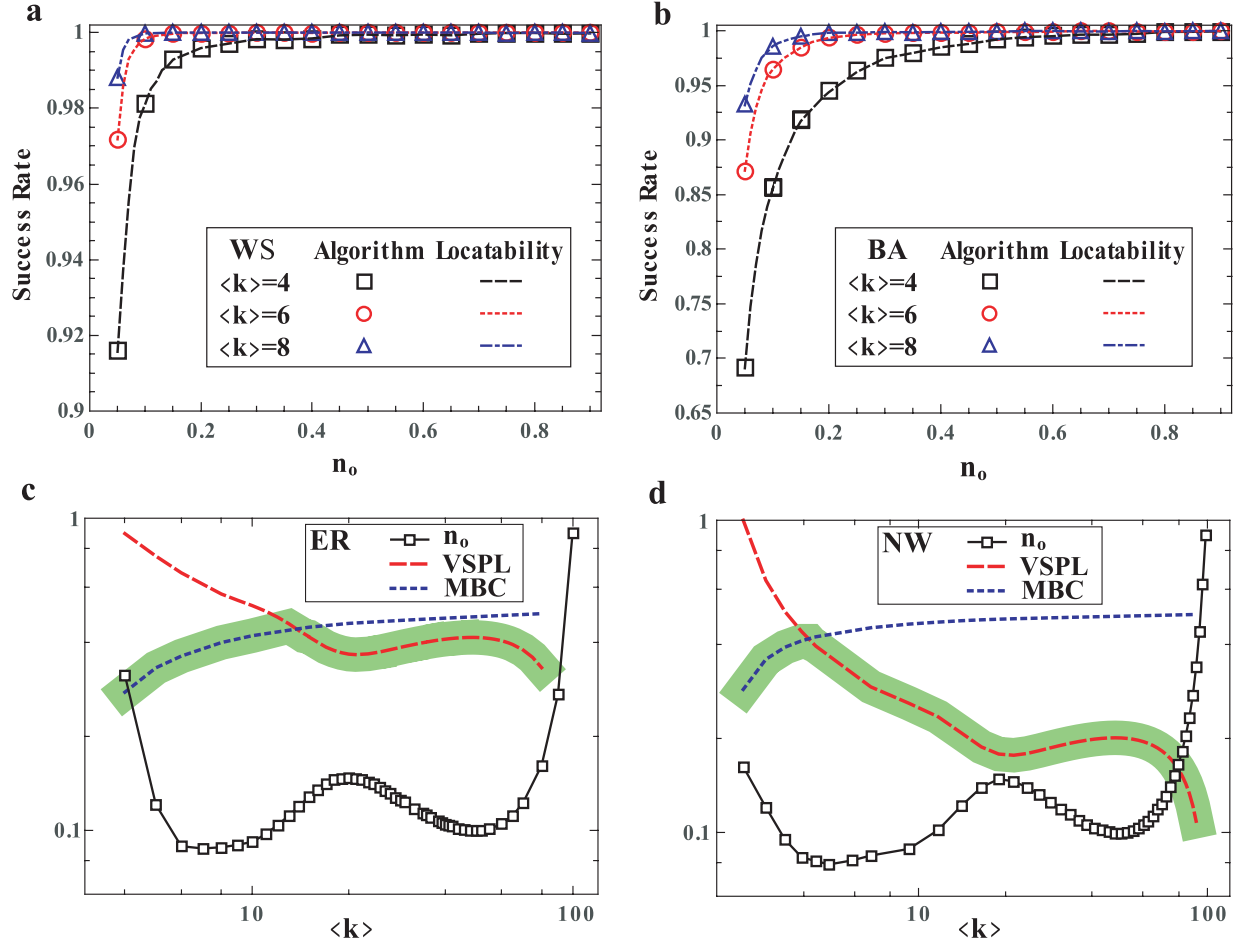 a
1
0.98
0.96
0.94
0.92
0.9
Success Rate
WS Algorithm Locatability
<k>=4
<k>=6
<k>=8
0 0.2 0.4 0.6 0.8
n₀
b
1
0.95
0.9
0.85
0.8
0.75
0.7
0.65
Success Rate
BA Algorithm Locatability
<k>=4
<k>=6
<k>=8
0 0.2 0.4 0.6 0.8
n₀
c
1
0.1
ER
n₀
VSPL
MBC
10 100
<k>
d
1
0.1
NW
n₀
VSPL
MBC
10 100
<k>